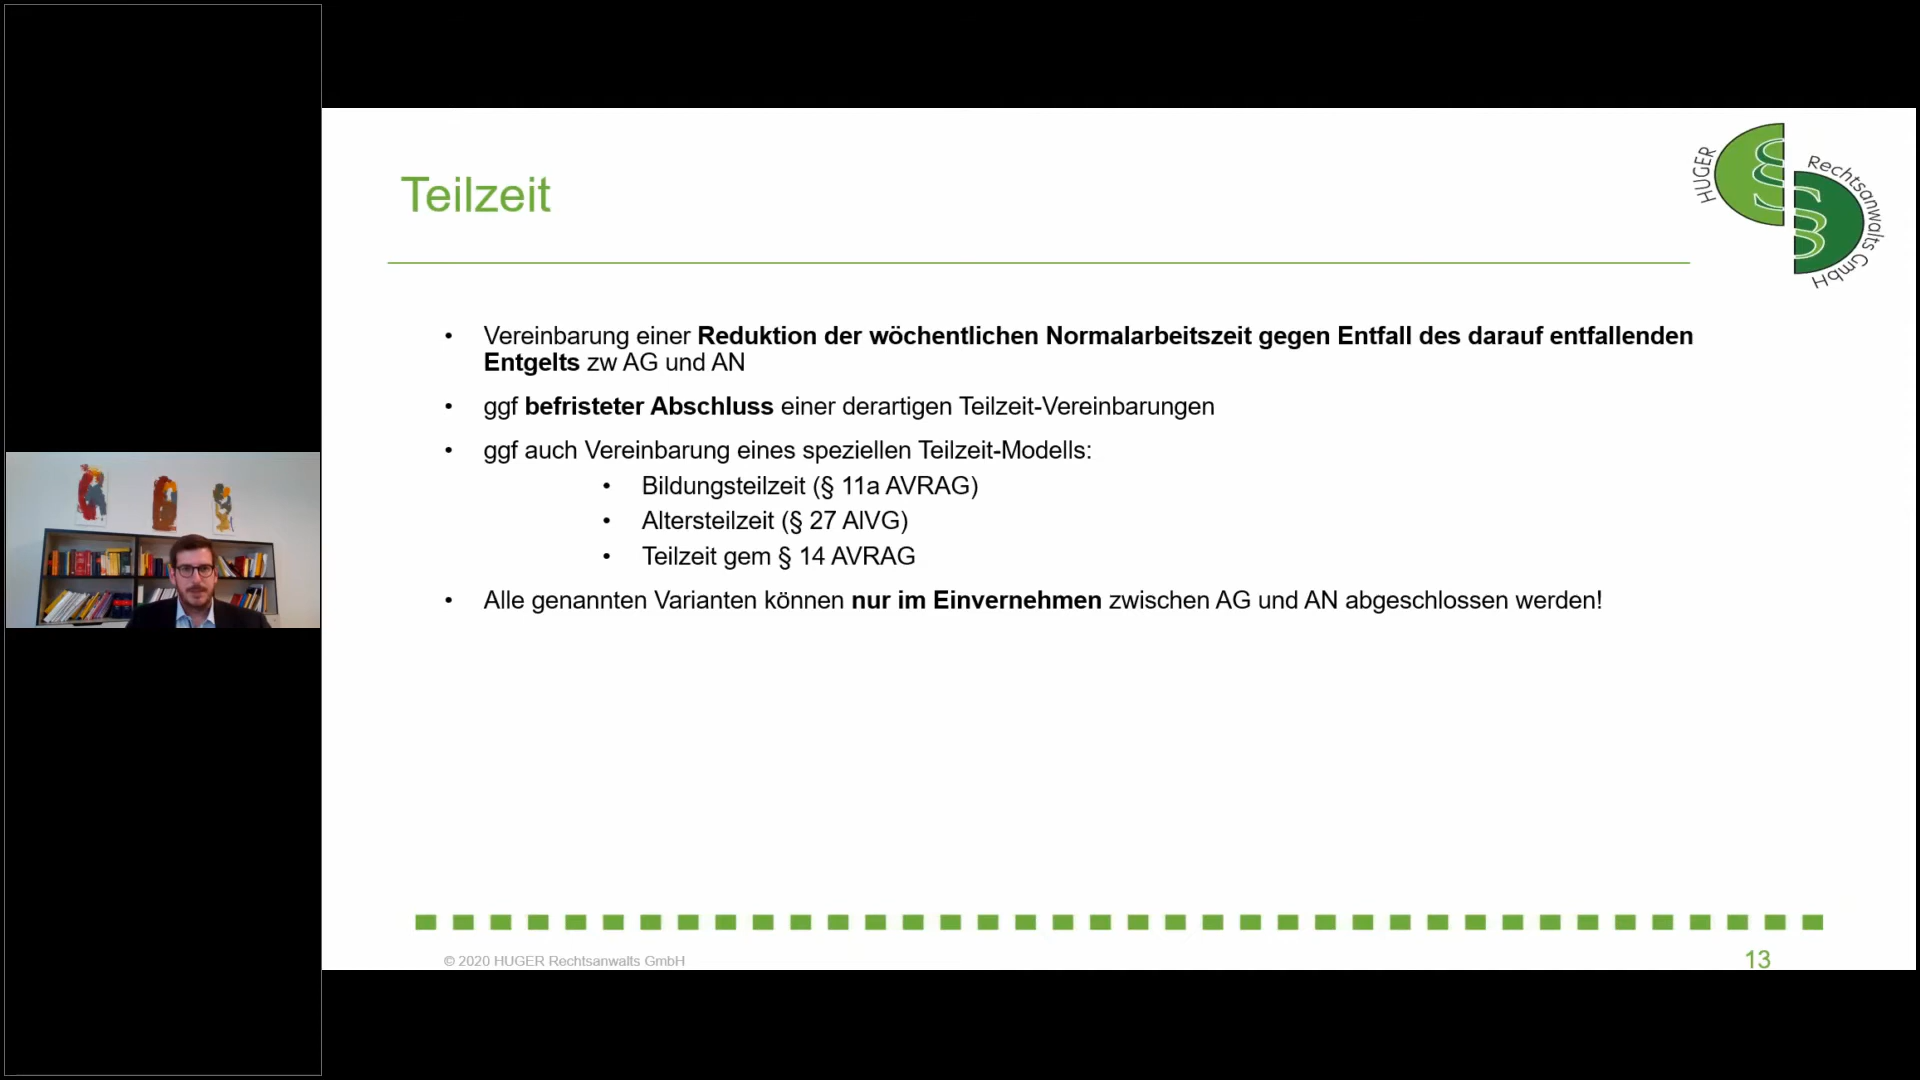 HUGER
Rechtsanwalts GmbH
Teilzeit
• Vereinbarung einer Reduktion der wöchentlichen Normalarbeitszeit gegen Entfall des darauf entfallenden
Entgelts zw AG und AN
• ggf befristeter Abschluss einer derartigen Teilzeit-Vereinbarungen
• ggf auch Vereinbarung eines speziellen Teilzeit-Modells:
• Bildungsteilzeit (§ 11a AVRAG)
• Altersteilzeit (§ 27 AlVG)
• Teilzeit gem § 14 AVRAG
• Alle genannten Varianten können nur im Einvernehmen zwischen AG und AN abgeschlossen werden!
© 2020 HUGER Rechtsanwalts GmbH
13